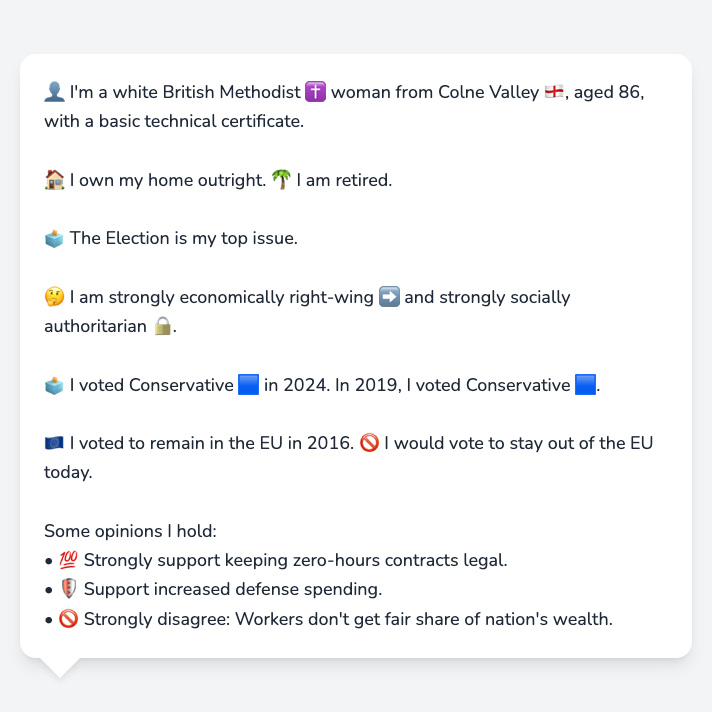 👤 I'm a white British Methodist ✝️ woman from Colne Valley 🏴󠁧󠁢󠁥󠁮󠁧󠁿, aged 86,
with a basic technical certificate.
🏠 I own my home outright. 🌴 I am retired.
🗳️ The Election is my top issue.
🤔 I am strongly economically right-wing ➡️ and strongly socially
authoritarian 🔒.
🗳️ I voted Conservative 🟦 in 2024. In 2019, I voted Conservative 🟦.
🇪🇺 I voted to remain in the EU in 2016. 🚫 I would vote to stay out of the EU
today.
Some opinions I hold:
• 💯 Strongly support keeping zero-hours contracts legal.
• 🛡️ Support increased defense spending.
• 🚫 Strongly disagree: Workers don't get fair share of nation's wealth.